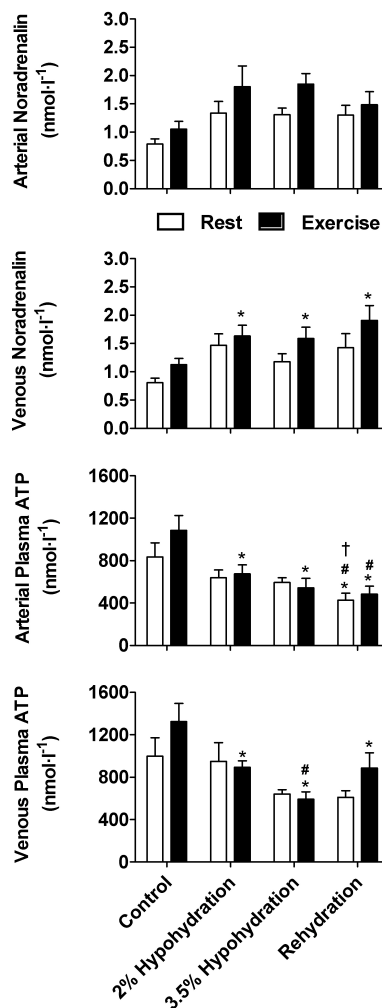 Arterial Noradrenalin
(nmol·l⁻¹)
3.0
2.5
2.0
1.5
1.0
0.5
0.0
Rest Exercise
Venous Noradrenalin
(nmol·l⁻¹)
3.0
2.5
2.0
1.5
1.0
0.5
0.0
* * *
Arterial Plasma ATP
(nmol·l⁻¹)
1600
1200
800
400
0
* * † # * # *
Venous Plasma ATP
(nmol·l⁻¹)
1600
1200
800
400
0
* # * *
Control
2% Hypohydration
3.5% Hypohydration
Rehydration